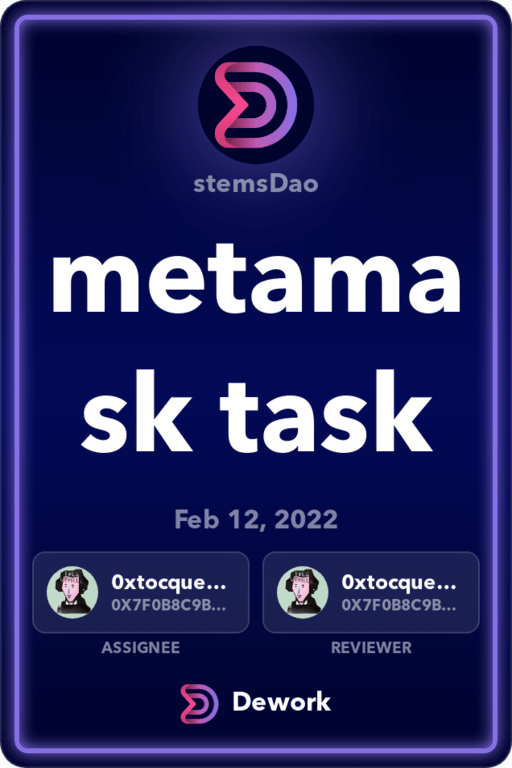 stemsDao
metama
sk task
Feb 12, 2022
0xtocque... 0xtocque...
0X7F0B8C9B... 0X7F0B8C9B...
ASSIGNEE REVIEWER
Dework